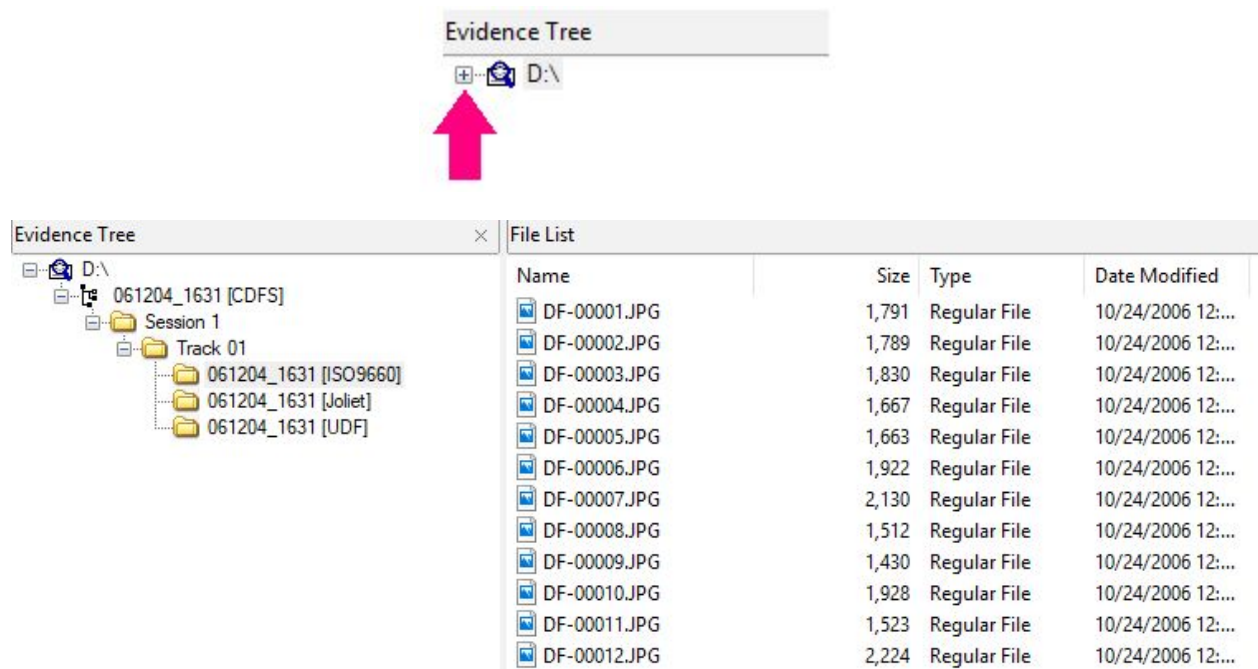 Evidence Tree
D:\
Evidence Tree
D:\
061204_1631 [CDFS]
Session 1
Track 01
061204_1631 [ISO9660]
061204_1631 [Joliet]
061204_1631 [UDF]
File List
Name Size Type Date Modified
DF-00001.JPG 1,791 Regular File 10/24/2006 12:...
DF-00002.JPG 1,789 Regular File 10/24/2006 12:...
DF-00003.JPG 1,830 Regular File 10/24/2006 12:...
DF-00004.JPG 1,667 Regular File 10/24/2006 12:...
DF-00005.JPG 1,663 Regular File 10/24/2006 12:...
DF-00006.JPG 1,922 Regular File 10/24/2006 12:...
DF-00007.JPG 2,130 Regular File 10/24/2006 12:...
DF-00008.JPG 1,512 Regular File 10/24/2006 12:...
DF-00009.JPG 1,430 Regular File 10/24/2006 12:...
DF-00010.JPG 1,928 Regular File 10/24/2006 12:...
DF-00011.JPG 1,523 Regular File 10/24/2006 12:...
DF-00012.JPG 2,224 Regular File 10/24/2006 12:...